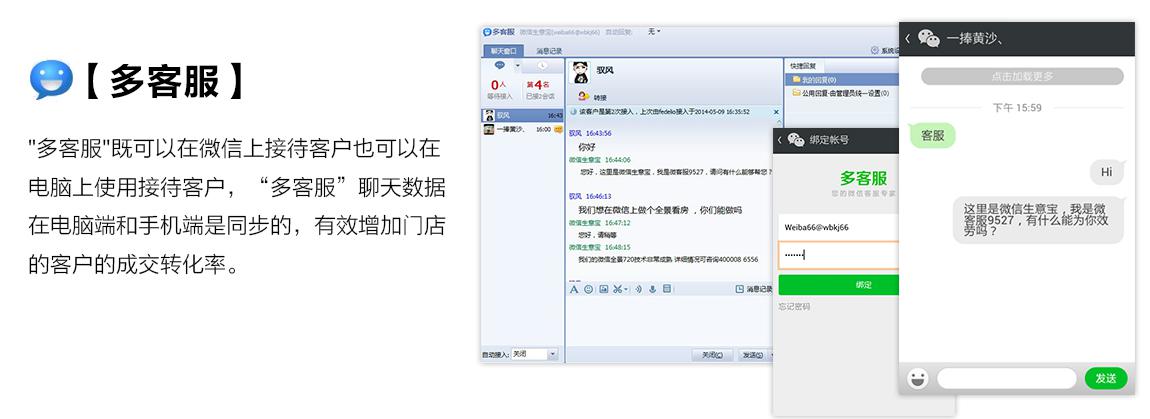 【多客服】
"多客服"既可以在微信上接待客户也可以在
电脑上使用接待客户，“多客服”聊天数据
在电脑端和手机端是同步的，有效增加门店
的客户的成交转化率。
多客服 微信生意宝(weiba66@wbkj66) 自动回复: 无
聊天窗口 消息记录
0人 第4名
等待接入 已接2会话
驭风 16:43
一捧黄沙、 16:00
自动接入: 关闭
驭风
转接
该客户是第2次接入，上次由fedelio接入于2014-05-09 16:35:52
驭风 16:43:56
你好
微信生意宝 16:44:06
您好，这里是微信生意宝，我是微客服9527，请问有什么能够帮您？
驭风 16:46:13
我们想在微信上做个全景看房，你们能做吗
微信生意宝 16:47:12
您好，请稍等
微信生意宝 16:48:15
我们的微信全景720技术非常成熟 详细情况可咨询400008 6556
消息记录
关闭(C) 发送(S)
快捷回复
我的回复(0)
公用回复-由管理员统一设置(0)
绑定帐号
多客服
您的微信客服专家
Weiba66@wbkj66
绑定
忘记密码
一捧黄沙、
点击加载更多
下午 15:59
客服
Hi
这里是微信生意宝，我是微
客服9527，有什么能为你效
劳吗？
发送